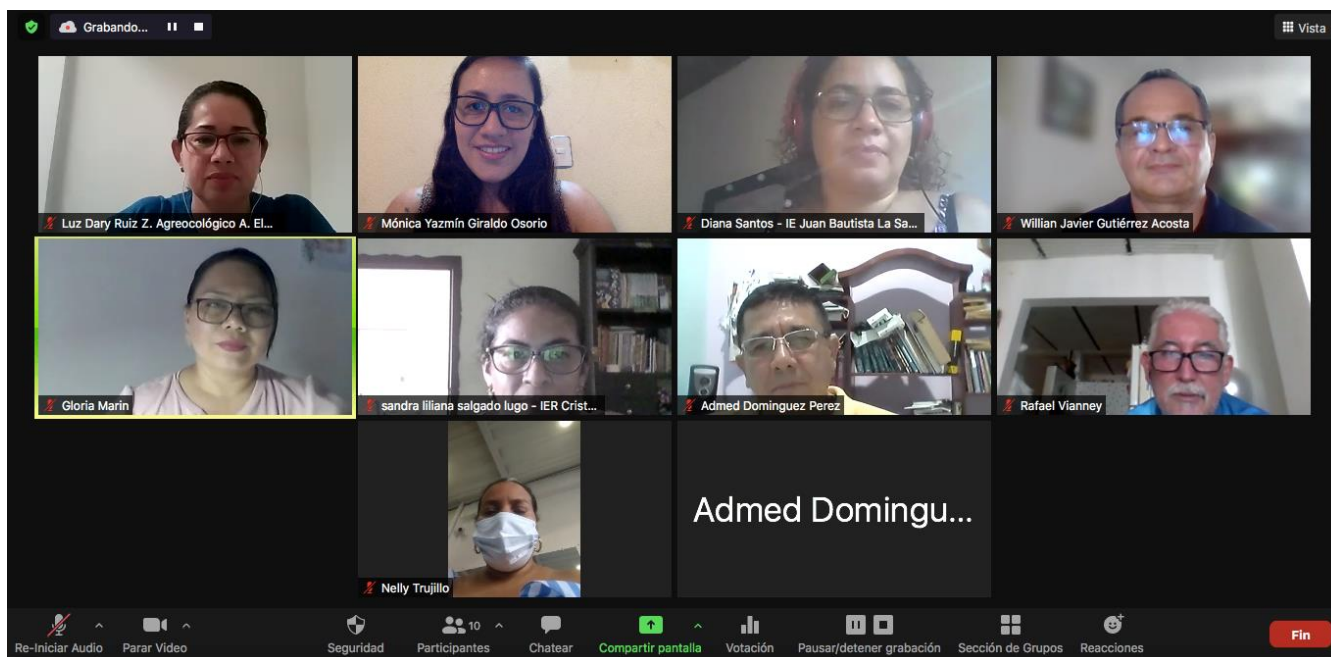 Grabando...
Vista
Luz Dary Ruiz Z. Agreocológico A. El...
Mónica Yazmín Giraldo Osorio
Diana Santos - IE Juan Bautista La Sa...
Willian Javier Gutiérrez Acosta
Gloria Marin
sandra liliana salgado lugo - IER Crist...
Admed Dominguez Perez
Rafael Vianney
Nelly Trujillo
Admed Domingu...
Re-Iniciar Audio
Parar Video
Seguridad
10
Participantes
Chatear
Compartir pantalla
Votación
Pausar/detener grabación
Sección de Grupos
Reacciones
Fin